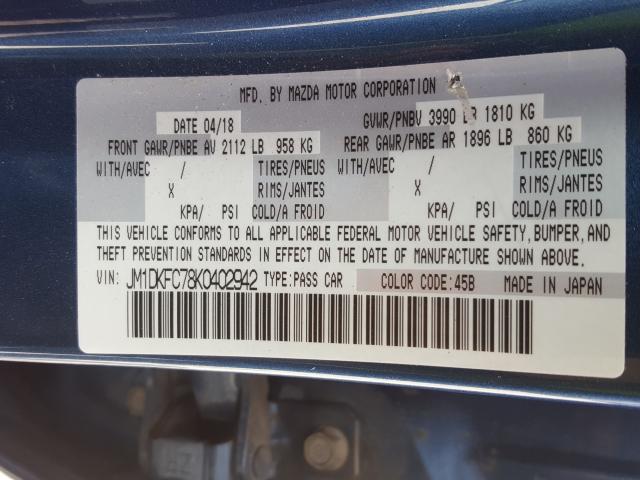 MFD. BY MAZDA MOTOR CORPORATION
DATE 04/18 GVWR/PNBV 3990 LB 1810 KG
FRONT GAWR/PNBE AV 2112 LB 958 KG REAR GAWR/PNBE AR 1896 LB 860 KG
WITH/AVEC / TIRES/PNEUS WITH/AVEC / TIRES/PNEUS
X RIMS/JANTES X RIMS/JANTES
KPA/ PSI COLD/A FROID KPA/ PSI COLD/A FROID
THIS VEHICLE CONFORMS TO ALL APPLICABLE FEDERAL MOTOR VEHICLE SAFETY, BUMPER, AND
THEFT PREVENTION STANDARDS IN EFFECT ON THE DATE OF MANUFACTURE SHOWN ABOVE.
VIN: JM1DKFC78K0402942 TYPE:PASS CAR COLOR CODE:45B MADE IN JAPAN